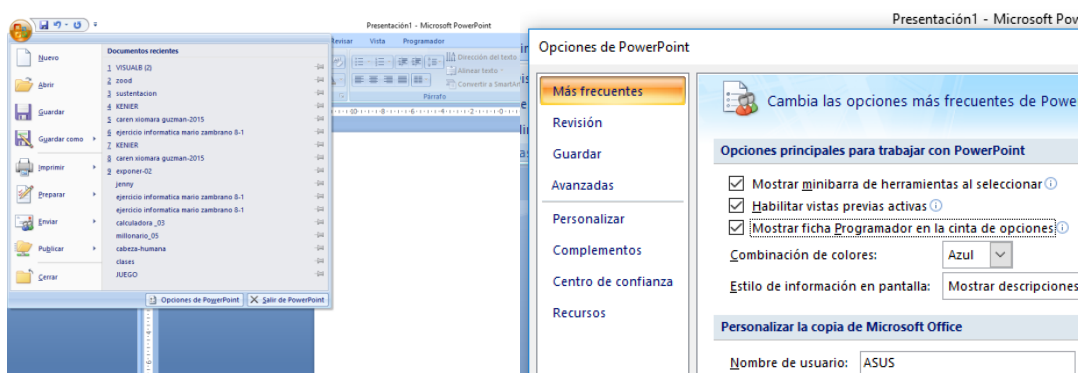 Presentación1 - Microsoft PowerPoint
Revisar Vista Programador
Nuevo
Abrir
Guardar
Guardar como
Imprimir
Preparar
Enviar
Publicar
Cerrar
Documentos recientes
1 VISUALB (2)
2 zood
3 sustentacion
4 KENIER
5 caren xiomara guzman-2015
6 ejercicio informatica mario zambrano 8-1
7 KENIER
8 caren xiomara guzman-2015
9 exponer-02
jenny
ejercicio informatica mario zambrano 8-1
ejercicio informatica mario zambrano 8-1
calculadora _03
millonario_05
cabeza-humana
clases
JUEGO
Opciones de PowerPoint
Salir de PowerPoint
Dirección del texto
Alinear texto
Convertir a SmartArt
Párrafo
Presentación1 - Microsoft Pow
Opciones de PowerPoint
Más frecuentes
Revisión
Guardar
Avanzadas
Personalizar
Complementos
Centro de confianza
Recursos
Cambia las opciones más frecuentes de Powe
Opciones principales para trabajar con PowerPoint
Mostrar minibarra de herramientas al seleccionar
Habilitar vistas previas activas
Mostrar ficha Programador en la cinta de opciones
Combinación de colores: Azul
Estilo de información en pantalla: Mostrar descripciones
Personalizar la copia de Microsoft Office
Nombre de usuario: ASUS